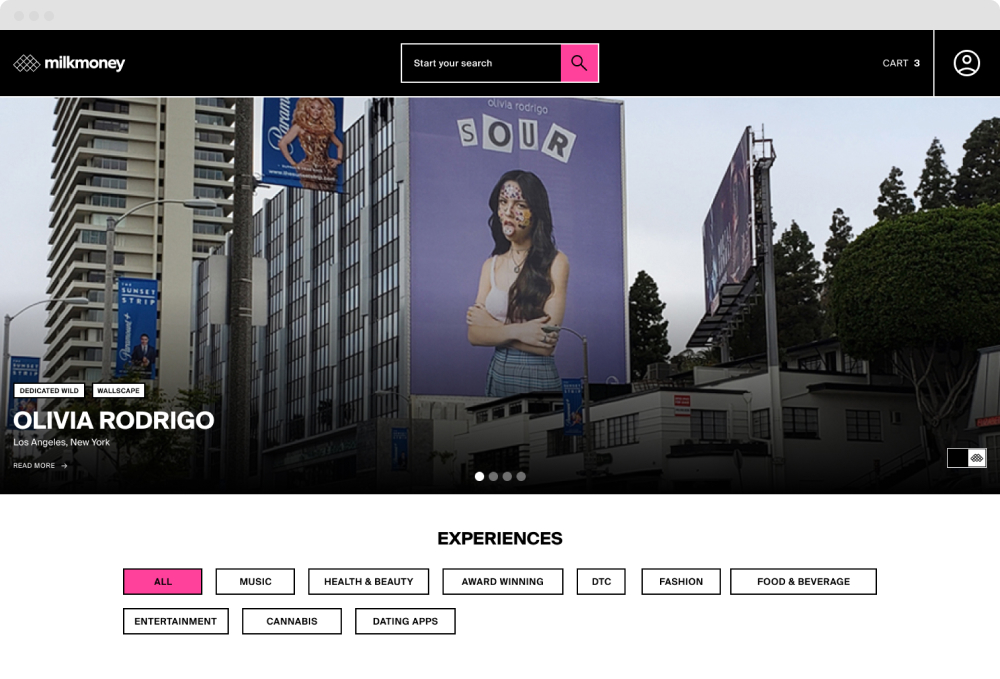 milkmoney
Start your search
CART 3
Paramount
olivia rodrigo
SOUR
THE
SUNSET
STRIP
Paramount+
DEDICATED WILD
WALLSCAPE
OLIVIA RODRIGO
Los Angeles, New York
READ MORE →
EXPERIENCES
ALL
MUSIC
HEALTH & BEAUTY
AWARD WINNING
DTC
FASHION
FOOD & BEVERAGE
ENTERTAINMENT
CANNABIS
DATING APPS